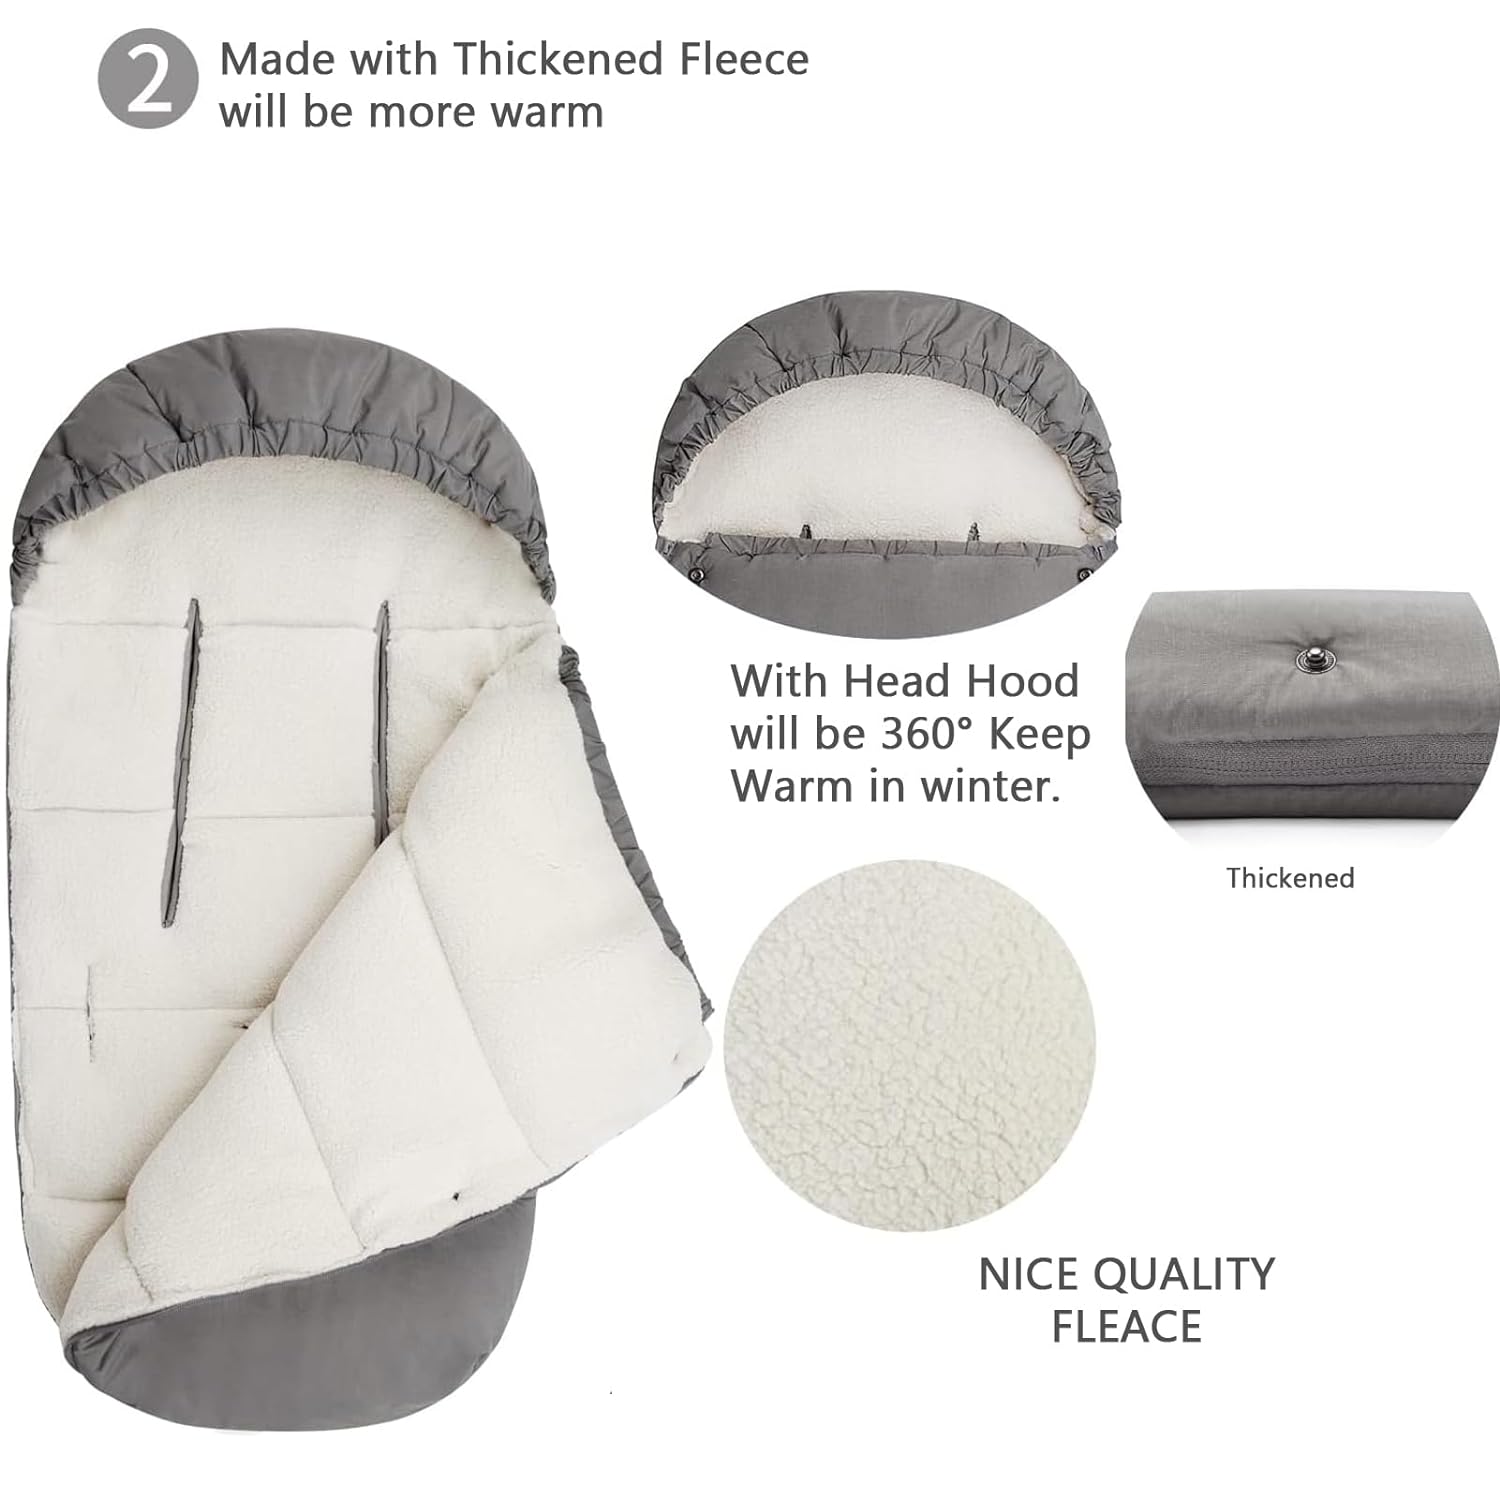 2
Made with Thickened Fleece
will be more warm
With Head Hood
will be 360° Keep
Warm in winter.
Thickened
NICE QUALITY
FLEACE